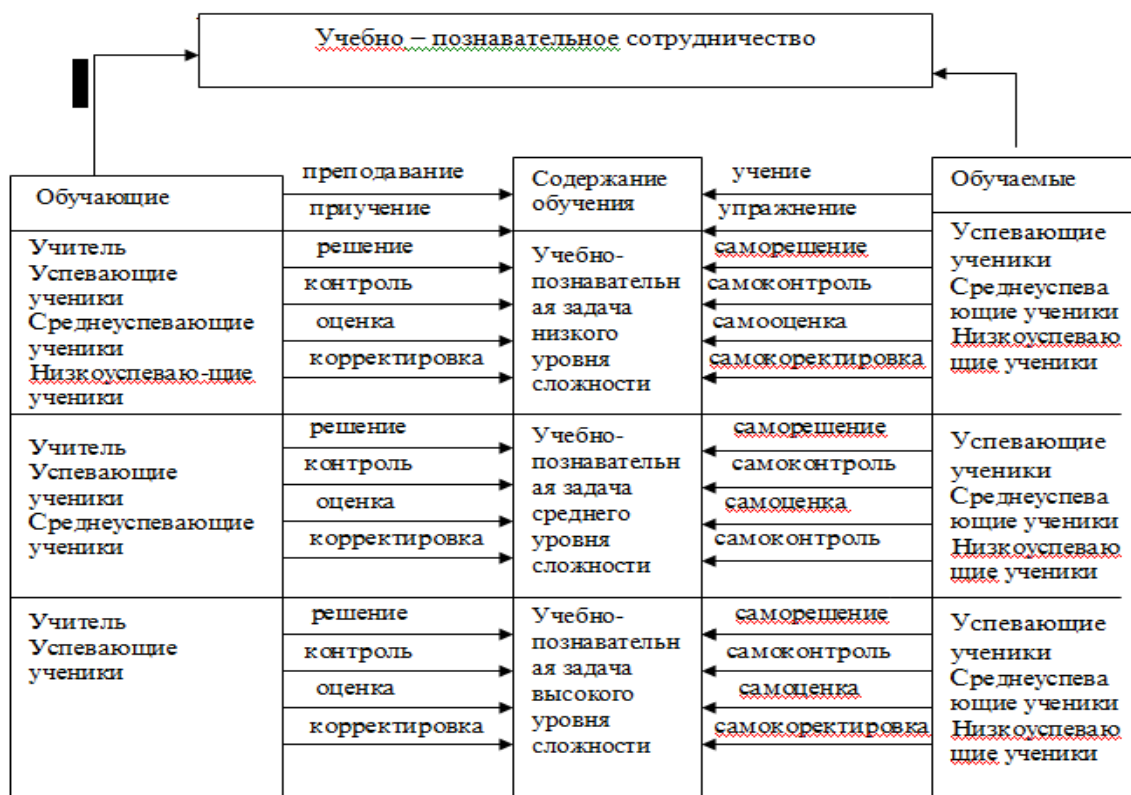 Учебно – познавательное сотрудничество
Обучающие
преподавание
приучение
Содержание
обучения
учение
упражнение
Обучаемые
Учитель
Успевающие
ученики
Среднеуспевающие
ученики
Низкоуспеваю-щие
ученики
решение
контроль
оценка
корректировка
Учебно-
познавательн
ая задача
низкого
уровня
сложности
саморешение
самоконтроль
самооценка
самокоректировка
Успевающие
ученики
Среднеуспева
ющие ученики
Низкоуспеваю
щие ученики
Учитель
Успевающие
ученики
Среднеуспевающие
ученики
решение
контроль
оценка
корректировка
Учебно-
познавательн
ая задача
среднего
уровня
сложности
саморешение
самоконтроль
самоценка
самоконтроль
Успевающие
ученики
Среднеуспева
ющие ученики
Низкоуспеваю
щие ученики
Учитель
Успевающие
ученики
решение
контроль
оценка
корректировка
Учебно-
познавательн
ая задача
высокого
уровня
сложности
саморешение
самоконтроль
самоценка
самокоректировка
Успевающие
ученики
Среднеуспева
ющие ученики
Низкоуспеваю
щие ученики